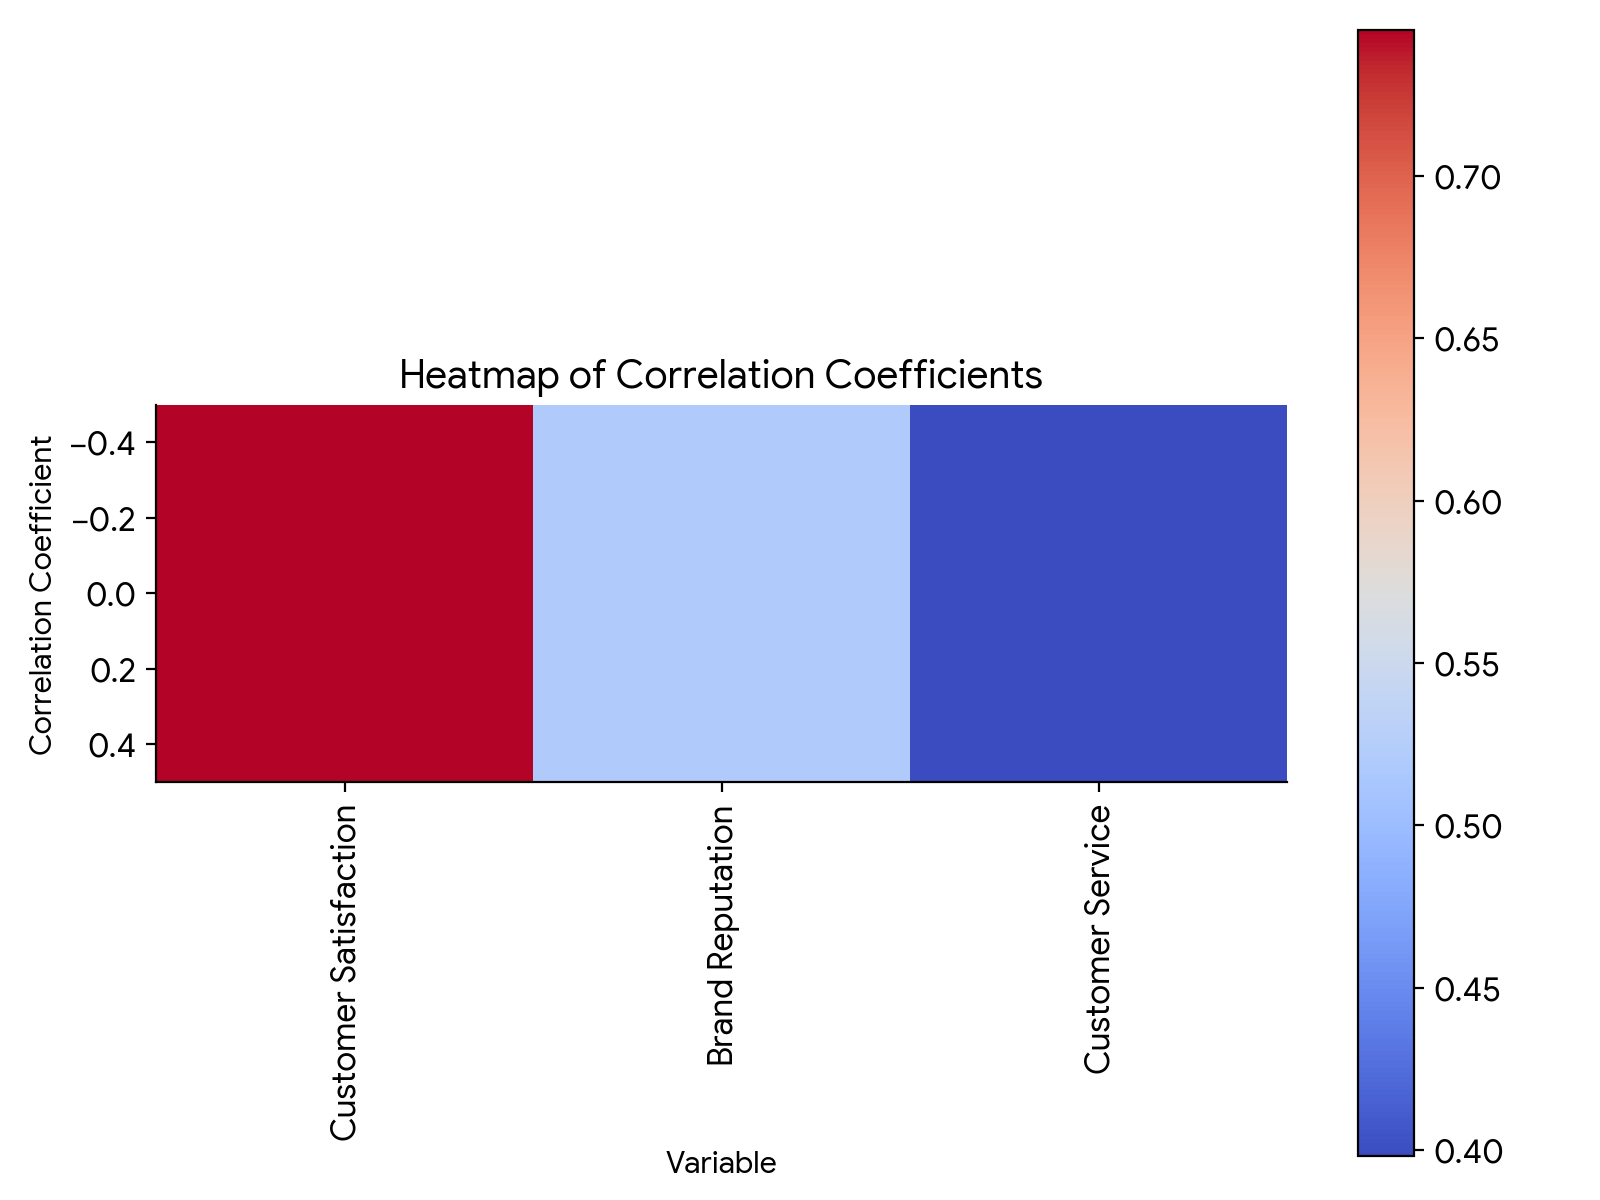 Heatmap of Correlation Coefficients
Correlation Coefficient
−0.4
−0.2
0.0
0.2
0.4
Customer Satisfaction
Brand Reputation
Customer Service
Variable
0.70
0.65
0.60
0.55
0.50
0.45
0.40